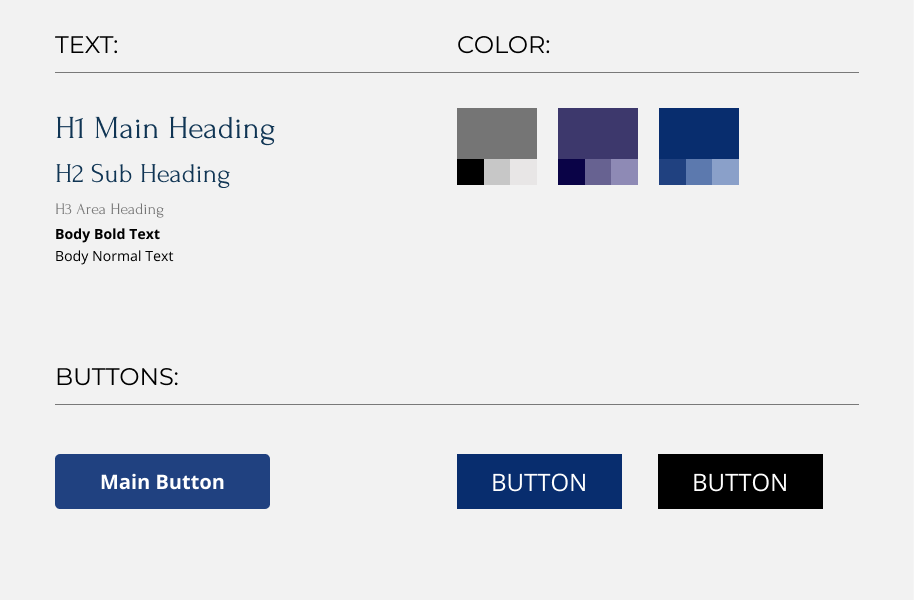 TEXT:
COLOR:
H1 Main Heading
H2 Sub Heading
H3 Area Heading
Body Bold Text
Body Normal Text
BUTTONS:
Main Button
BUTTON
BUTTON